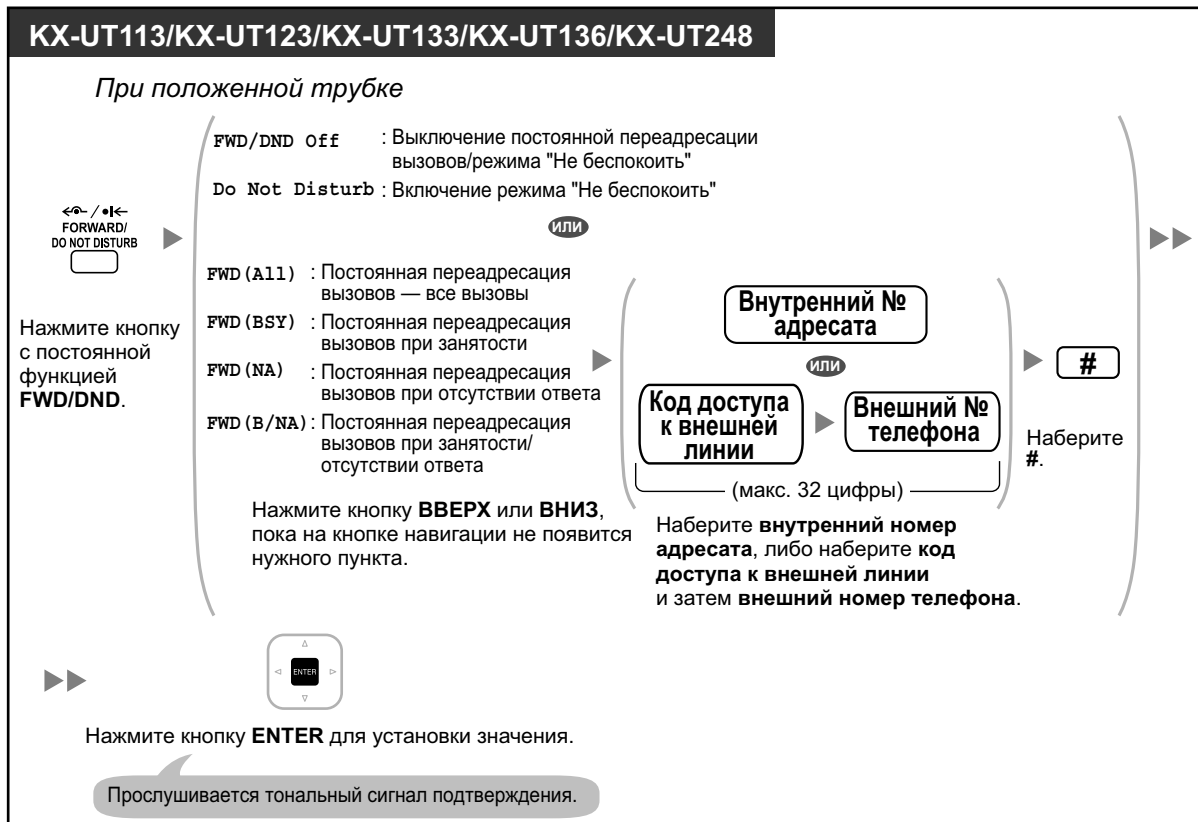 KX-UT113/KX-UT123/KX-UT133/KX-UT136/KX-UT248
При положенной трубке
FORWARD/
DO NOT DISTURB
Нажмите кнопку
с постоянной
функцией
FWD/DND.
FWD/DND Off : Выключение постоянной переадресации
вызовов/режима "Не беспокоить"
Do Not Disturb : Включение режима "Не беспокоить"
или
FWD(All) : Постоянная переадресация
вызовов — все вызовы
FWD(BSY) : Постоянная переадресация
вызовов при занятости
FWD(NA) : Постоянная переадресация
вызовов при отсутствии ответа
FWD(B/NA) : Постоянная переадресация
вызовов при занятости/
отсутствии ответа
Нажмите кнопку ВВЕРХ или ВНИЗ,
пока на кнопке навигации не появится
нужного пункта.
Внутренний №
адресата
или
Код доступа
к внешней
линии
Внешний №
телефона
(макс. 32 цифры)
Наберите внутренний номер
адресата, либо наберите код
доступа к внешней линии
и затем внешний номер телефона.
#
Наберите
#.
ENTER
Нажмите кнопку ENTER для установки значения.
Прослушивается тональный сигнал подтверждения.